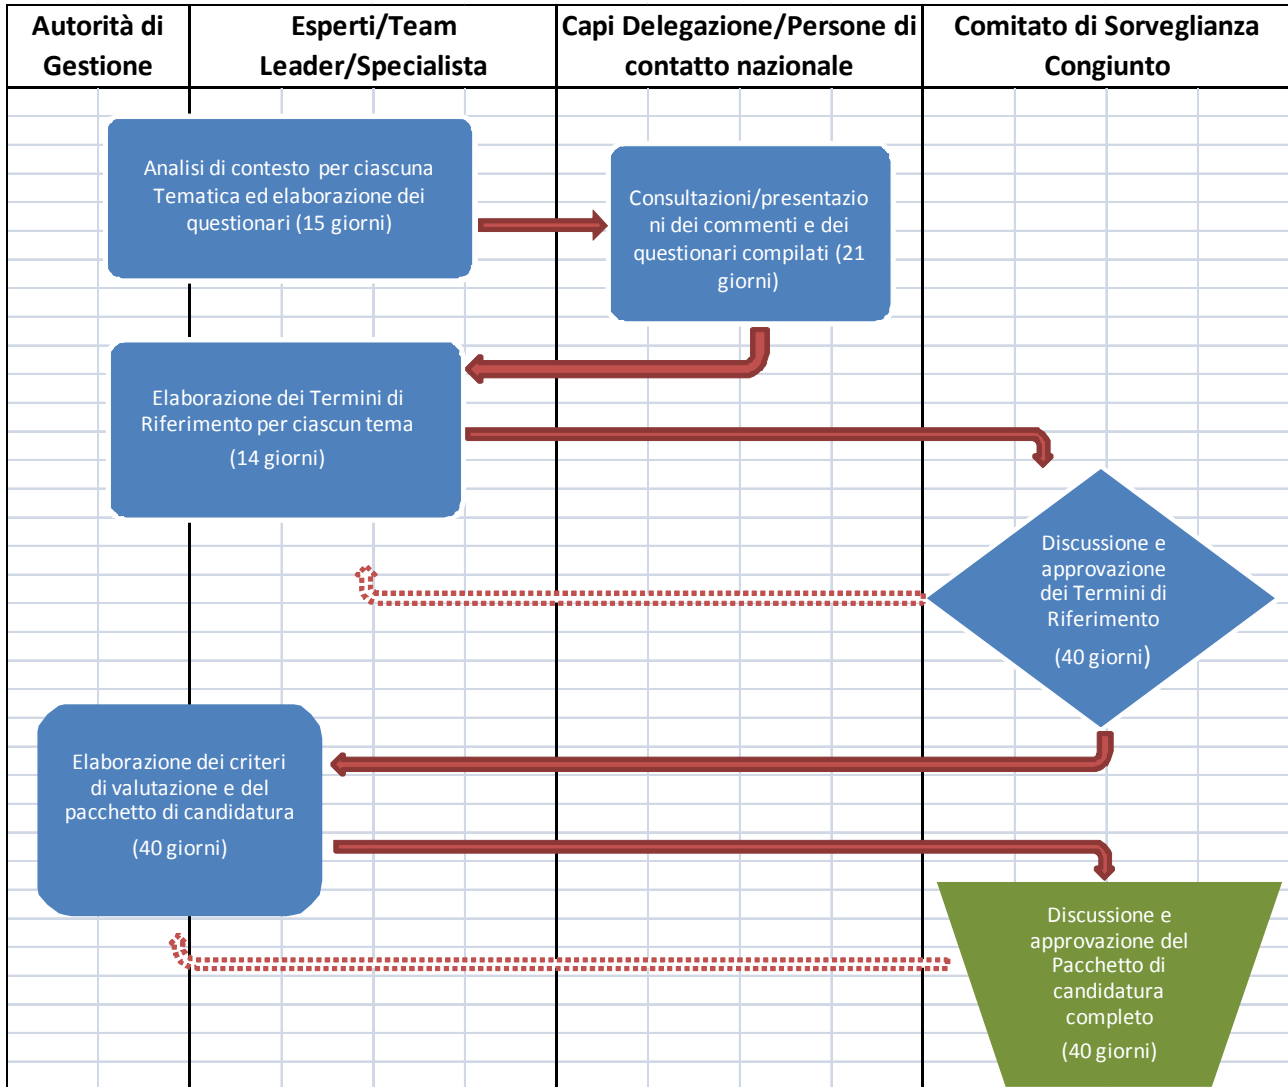 Autorità di
Gestione
Esperti/Team
Leader/Specialista
Capi Delegazione/Persone di
contatto nazionale
Comitato di Sorveglianza
Congiunto
Analisi di contesto per ciascuna
Tematica ed elaborazione dei
questionari (15 giorni)
Consultazioni/presentazio
ni dei commenti e dei
questionari compilati (21
giorni)
Elaborazione dei Termini di
Riferimento per ciascun tema
(14 giorni)
Discussione e
approvazione
dei Termini di
Riferimento
(40 giorni)
Elaborazione dei criteri
di valutazione e del
pacchetto di candidatura
(40 giorni)
Discussione e
approvazione del
Pacchetto di
candidatura
completo
(40 giorni)